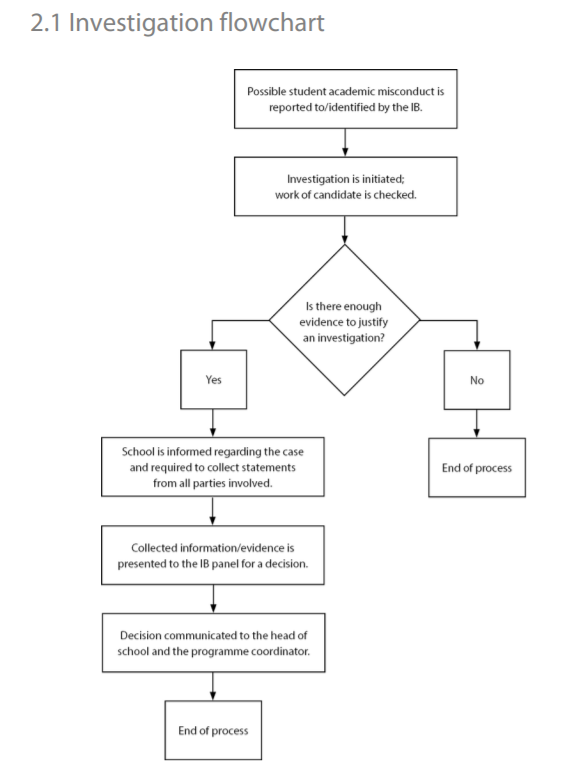 2.1 Investigation flowchart
Possible student academic misconduct is
reported to/identified by the IB.
Investigation is initiated;
work of candidate is checked.
Is there enough
evidence to justify
an investigation?
Yes
No
School is informed regarding the case
and required to collect statements
from all parties involved.
End of process
Collected information/evidence is
presented to the IB panel for a decision.
Decision communicated to the head of
school and the programme coordinator.
End of process